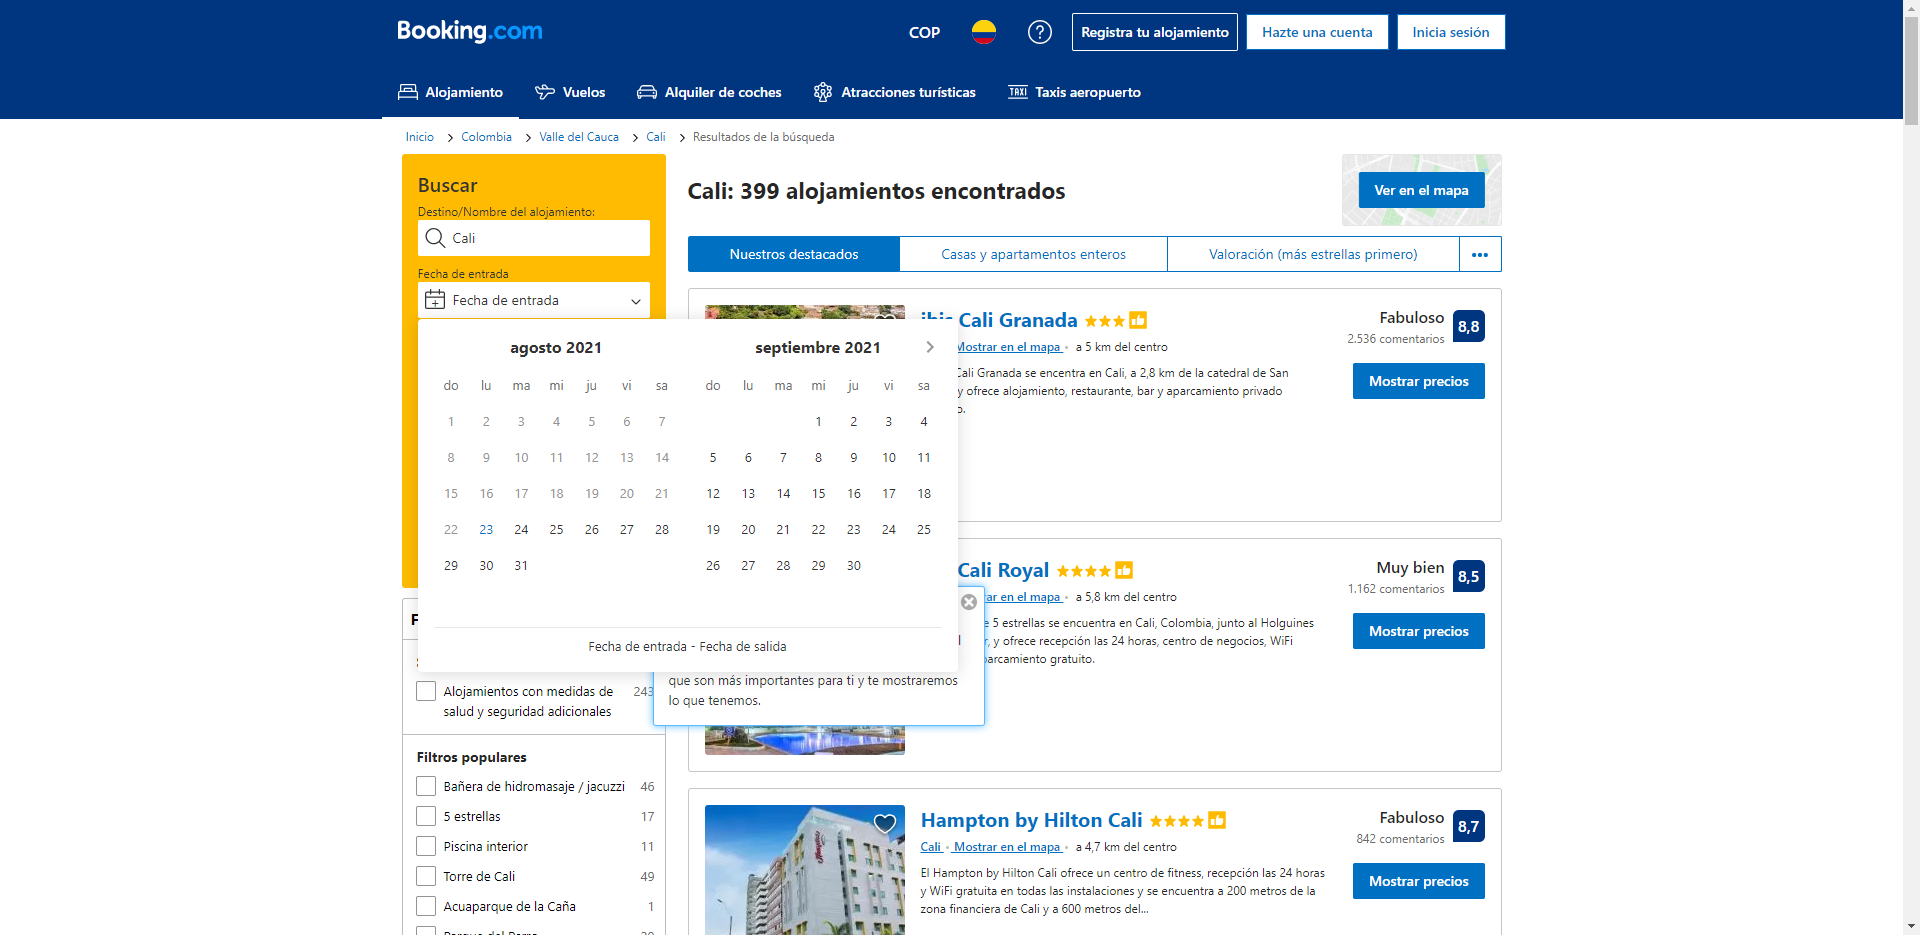 Booking.com
COP
Registra tu alojamiento
Hazte una cuenta
Inicia sesión
Alojamiento
Vuelos
Alquiler de coches
Atracciones turísticas
TAXI Taxis aeropuerto
Inicio > Colombia > Valle del Cauca > Cali > Resultados de la búsqueda
Buscar
Destino/Nombre del alojamiento:
Cali
Fecha de entrada
Fecha de entrada
agosto 2021
do lu ma mi ju vi sa
1 2 3 4 5 6 7
8 9 10 11 12 13 14
15 16 17 18 19 20 21
22 23 24 25 26 27 28
29 30 31
septiembre 2021
do lu ma mi ju vi sa
1 2 3 4
5 6 7 8 9 10 11
12 13 14 15 16 17 18
19 20 21 22 23 24 25
26 27 28 29 30
Fecha de entrada - Fecha de salida
que son más importantes para ti y te mostraremos
lo que tenemos.
Alojamientos con medidas de 243
salud y seguridad adicionales
Filtros populares
Bañera de hidromasaje / jacuzzi 46
5 estrellas 17
Piscina interior 11
Torre de Cali 49
Acuaparque de la Caña 1
Cali: 399 alojamientos encontrados
Ver en el mapa
Nuestros destacados
Casas y apartamentos enteros
Valoración (más estrellas primero)
ibis Cali Granada
Mostrar en el mapa • a 5 km del centro
Cali Granada se encentra en Cali, a 2,8 km de la catedral de San
y ofrece alojamiento, restaurante, bar y aparcamiento privado
Fabuloso
2.536 comentarios
8,8
Mostrar precios
Cali Royal
en el mapa • a 5,8 km del centro
5 estrellas se encuentra en Cali, Colombia, junto al Holguines
y ofrece recepción las 24 horas, centro de negocios, WiFi
gratuito.
Muy bien
1.162 comentarios
8,5
Mostrar precios
Hampton by Hilton Cali
Cali • Mostrar en el mapa • a 4,7 km del centro
El Hampton by Hilton Cali ofrece un centro de fitness, recepción las 24 horas
y WiFi gratuita en todas las instalaciones y se encuentra a 200 metros de la
zona financiera de Cali y a 600 metros del...
Fabuloso
842 comentarios
8,7
Mostrar precios